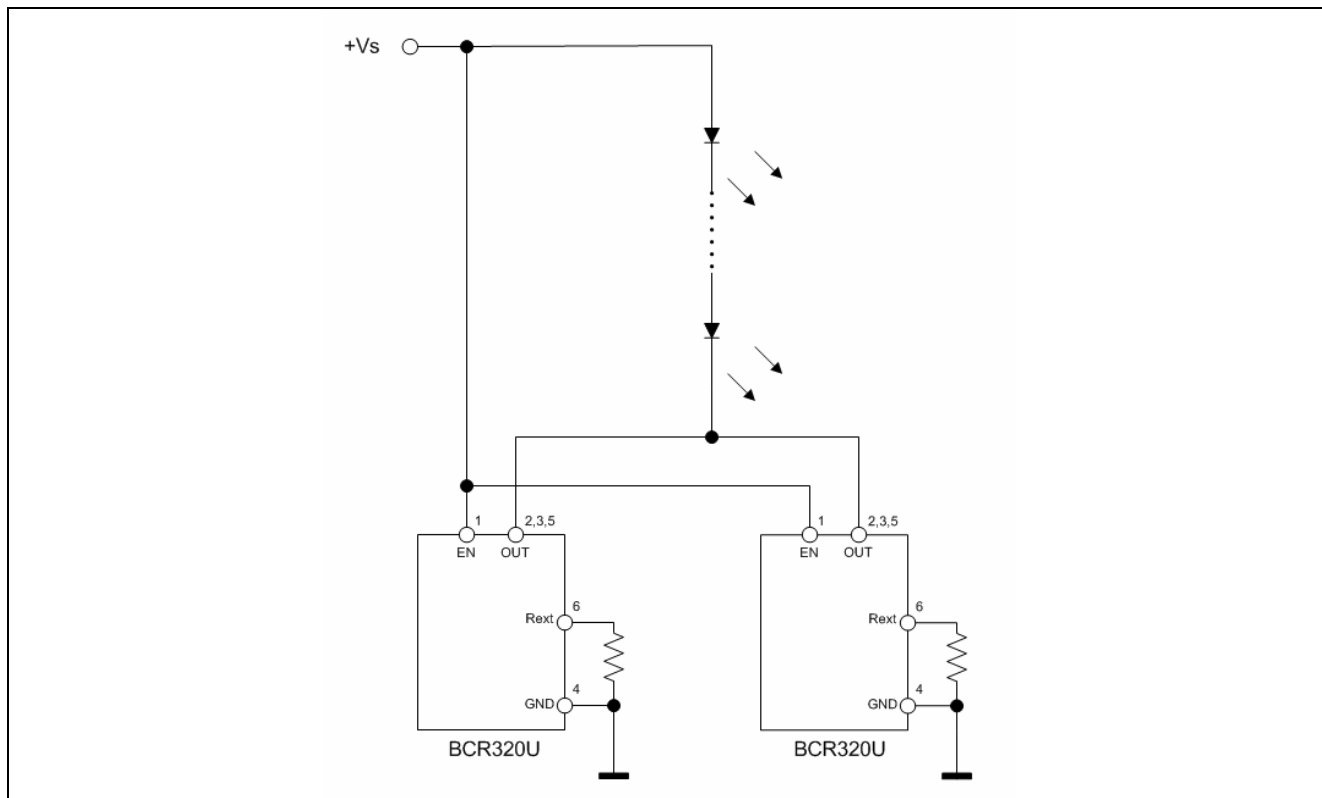 +Vs
1 2,3,5
EN OUT
6
Rext
4
GND
BCR320U
1 2,3,5
EN OUT
6
Rext
4
GND
BCR320U